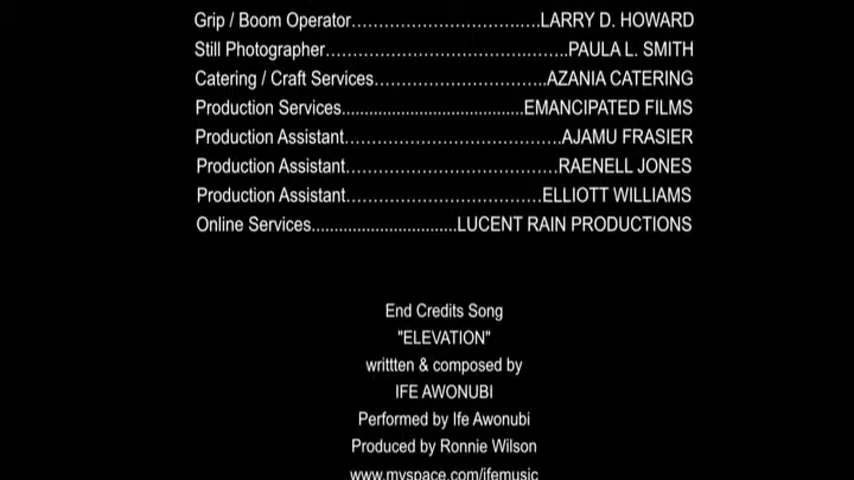 Grip / Boom Operator……………………….….LARRY D. HOWARD
Still Photographer…………………………….…….PAULA L. SMITH
Catering / Craft Services………………………..AZANIA CATERING
Production Services..........................................EMANCIPATED FILMS
Production Assistant……………………………….AJAMU FRASIER
Production Assistant………………………………RAENELL JONES
Production Assistant…………………………….ELLIOTT WILLIAMS
Online Services................................LUCENT RAIN PRODUCTIONS
End Credits Song
"ELEVATION"
writtten & composed by
IFE AWONUBI
Performed by Ife Awonubi
Produced by Ronnie Wilson
www.myspace.com/ifemusic